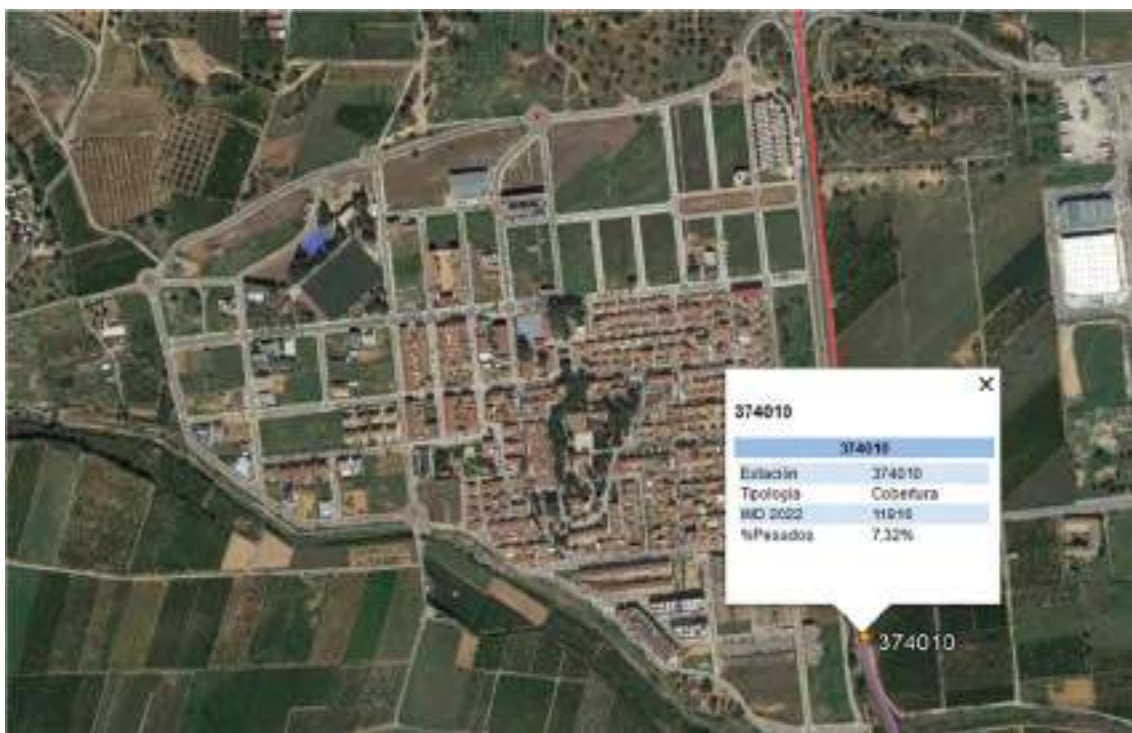 374010
374010
Estación 374010
Tipología Cobertura
IMD 2022 11916
%Pesados 7,32%
374010